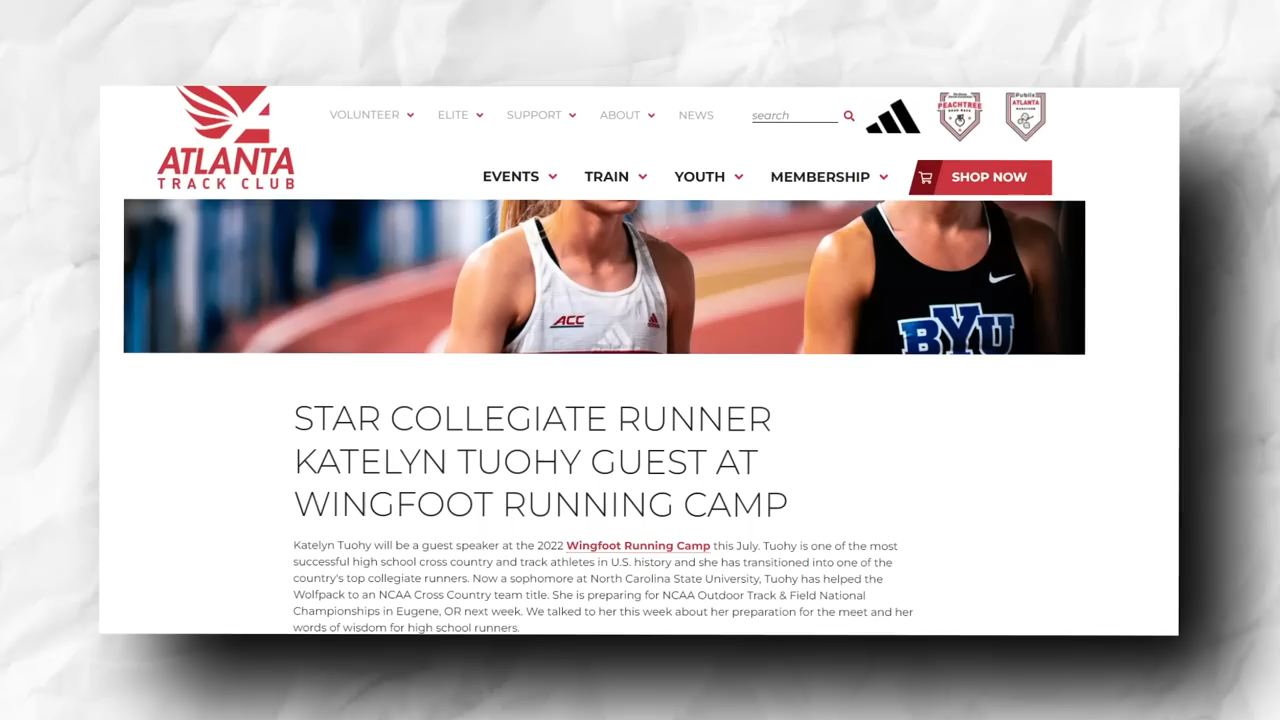 VOLUNTEER ELITE SUPPORT ABOUT NEWS search
PEACHTREE
Publix
ATLANTA
ATLANTA
TRACK CLUB
EVENTS TRAIN YOUTH MEMBERSHIP SHOP NOW
ACC
BYU
STAR COLLEGIATE RUNNER
KATELYN TUOHY GUEST AT
WINGFOOT RUNNING CAMP
Katelyn Tuohy will be a guest speaker at the 2022 Wingfoot Running Camp this July. Tuohy is one of the most
successful high school cross country and track athletes in U.S. history and she has transitioned into one of the
country's top collegiate runners. Now a sophomore at North Carolina State University, Tuohy has helped the
Wolfpack to an NCAA Cross Country team title. She is preparing for NCAA Outdoor Track & Field National
Championships in Eugene, OR next week. We talked to her this week about her preparation for the meet and her
words of wisdom for high school runners.